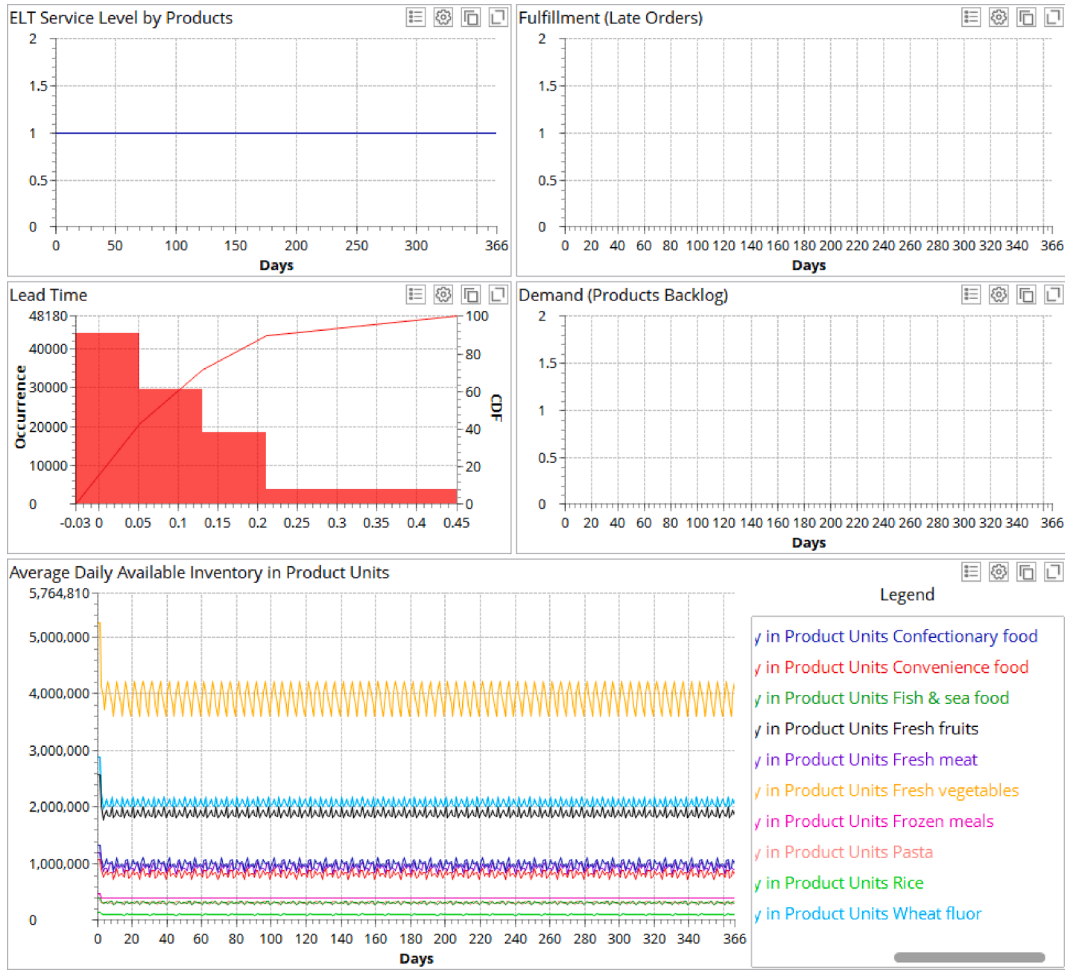 ELT Service Level by Products
2
1.5
1
0.5
0
0 50 100 150 200 250 300 366
Days
Fulfillment (Late Orders)
2
1.5
1
0.5
0
0 20 40 60 80 100 120 140 160 180 200 220 240 260 280 300 320 340 366
Days
Lead Time
48180
40000
30000
20000
10000
0
Occurrence
100
80
60
40
20
0
CDF
-0.03 0 0.05 0.1 0.15 0.2 0.25 0.3 0.35 0.4 0.45
Demand (Products Backlog)
2
1.5
1
0.5
0
0 20 40 60 80 100 120 140 160 180 200 220 240 260 280 300 320 340 366
Days
Average Daily Available Inventory in Product Units
5,764,810
5,000,000
4,000,000
3,000,000
2,000,000
1,000,000
0
0 20 40 60 80 100 120 140 160 180 200 220 240 260 280 300 320 340 366
Days
Legend
y in Product Units Confectionary food
y in Product Units Convenience food
y in Product Units Fish & sea food
y in Product Units Fresh fruits
y in Product Units Fresh meat
y in Product Units Fresh vegetables
y in Product Units Frozen meals
y in Product Units Pasta
y in Product Units Rice
y in Product Units Wheat fluor